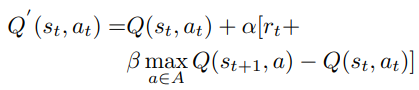 Q′(s_t, a_t) =Q(s_t, a_t) + α[r_t+
β max_{a∈A} Q(s_{t+1}, a) − Q(s_t, a_t)]